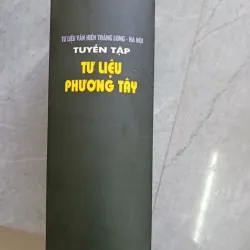 TƯ LIỆU VĂN HIẾN THĂNG LONG - HÀ NỘI
TUYỂN TẬP
TƯ LIỆU
PHƯƠNG TÂY